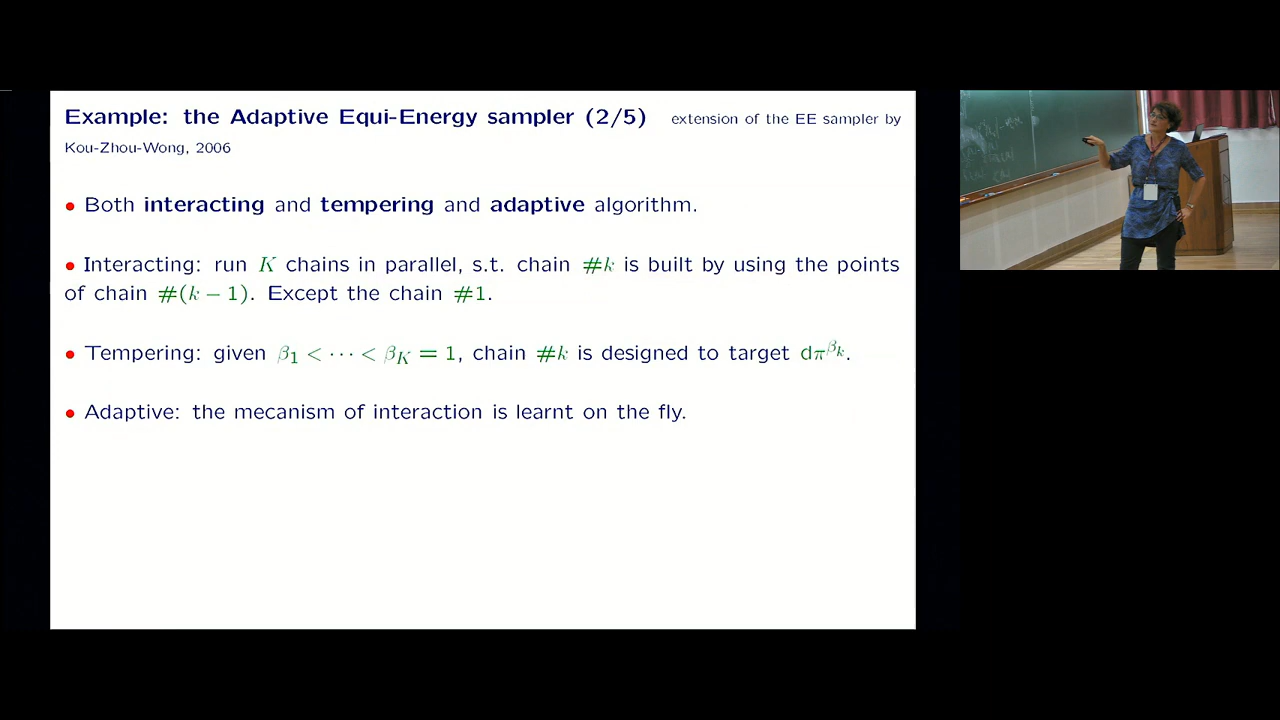 Example: the Adaptive Equi-Energy sampler (2/5) extension of the EE sampler by
Kou-Zhou-Wong, 2006
• Both interacting and tempering and adaptive algorithm.
• Interacting: run K chains in parallel, s.t. chain #k is built by using the points
of chain #(k − 1). Except the chain #1.
• Tempering: given β₁ < ··· < β_K = 1, chain #k is designed to target dπ^{β_k}.
• Adaptive: the mecanism of interaction is learnt on the fly.